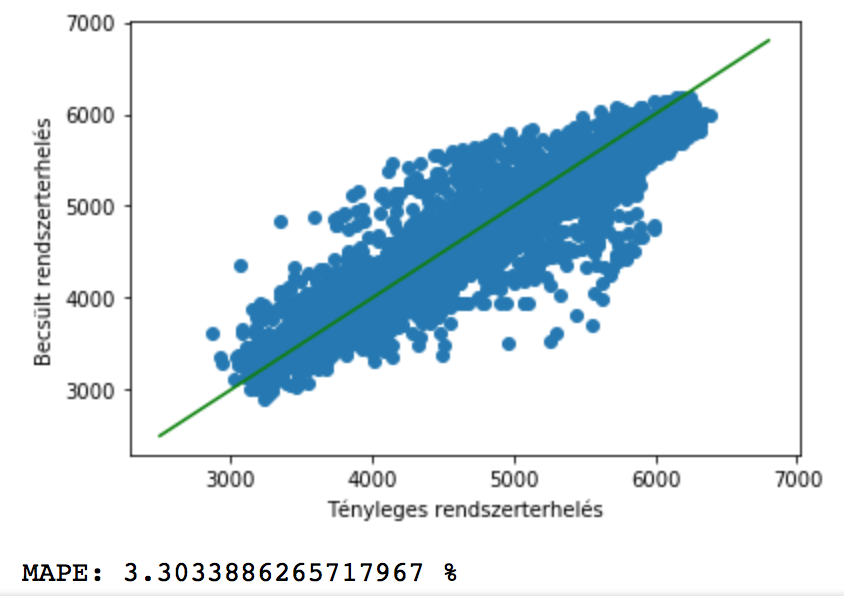 7000
6000
5000
4000
3000
Becsült rendszerterhelés
3000 4000 5000 6000 7000
Tényleges rendszerterhelés
MAPE: 3.3033886265717967 %